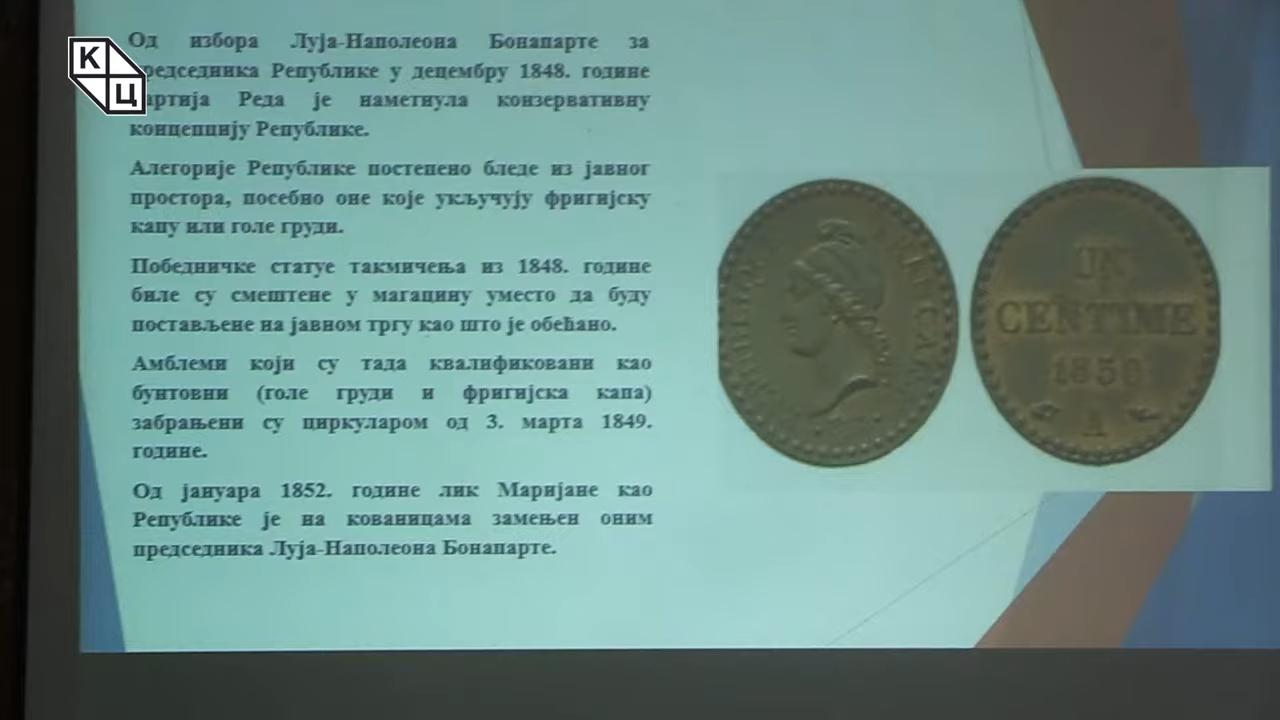 К
Ц
Од избора Луја-Наполеона Бонапарте за
председника Републике у децембру 1848. године
партија Реда је наметнула конзервативну
концепцију Републике.
Алегорије Републике постепено бледе из јавног
простора, посебно оне које укључују фригијску
капу или голе груди.
Победничке статуе такмичења из 1848. године
биле су смештене у магацину уместо да буду
постављене на јавном тргу као што је обећано.
Амблеми који су тада квалификовани као
бунтовни (голе груди и фригијска капа)
забрањени су циркуларом од 3. марта 1849.
године.
Од јануара 1852. године лик Маријане као
Републике је на кованицама замењен оним
председника Луја-Наполеона Бонапарте.
UN
CENTIME
1850
A